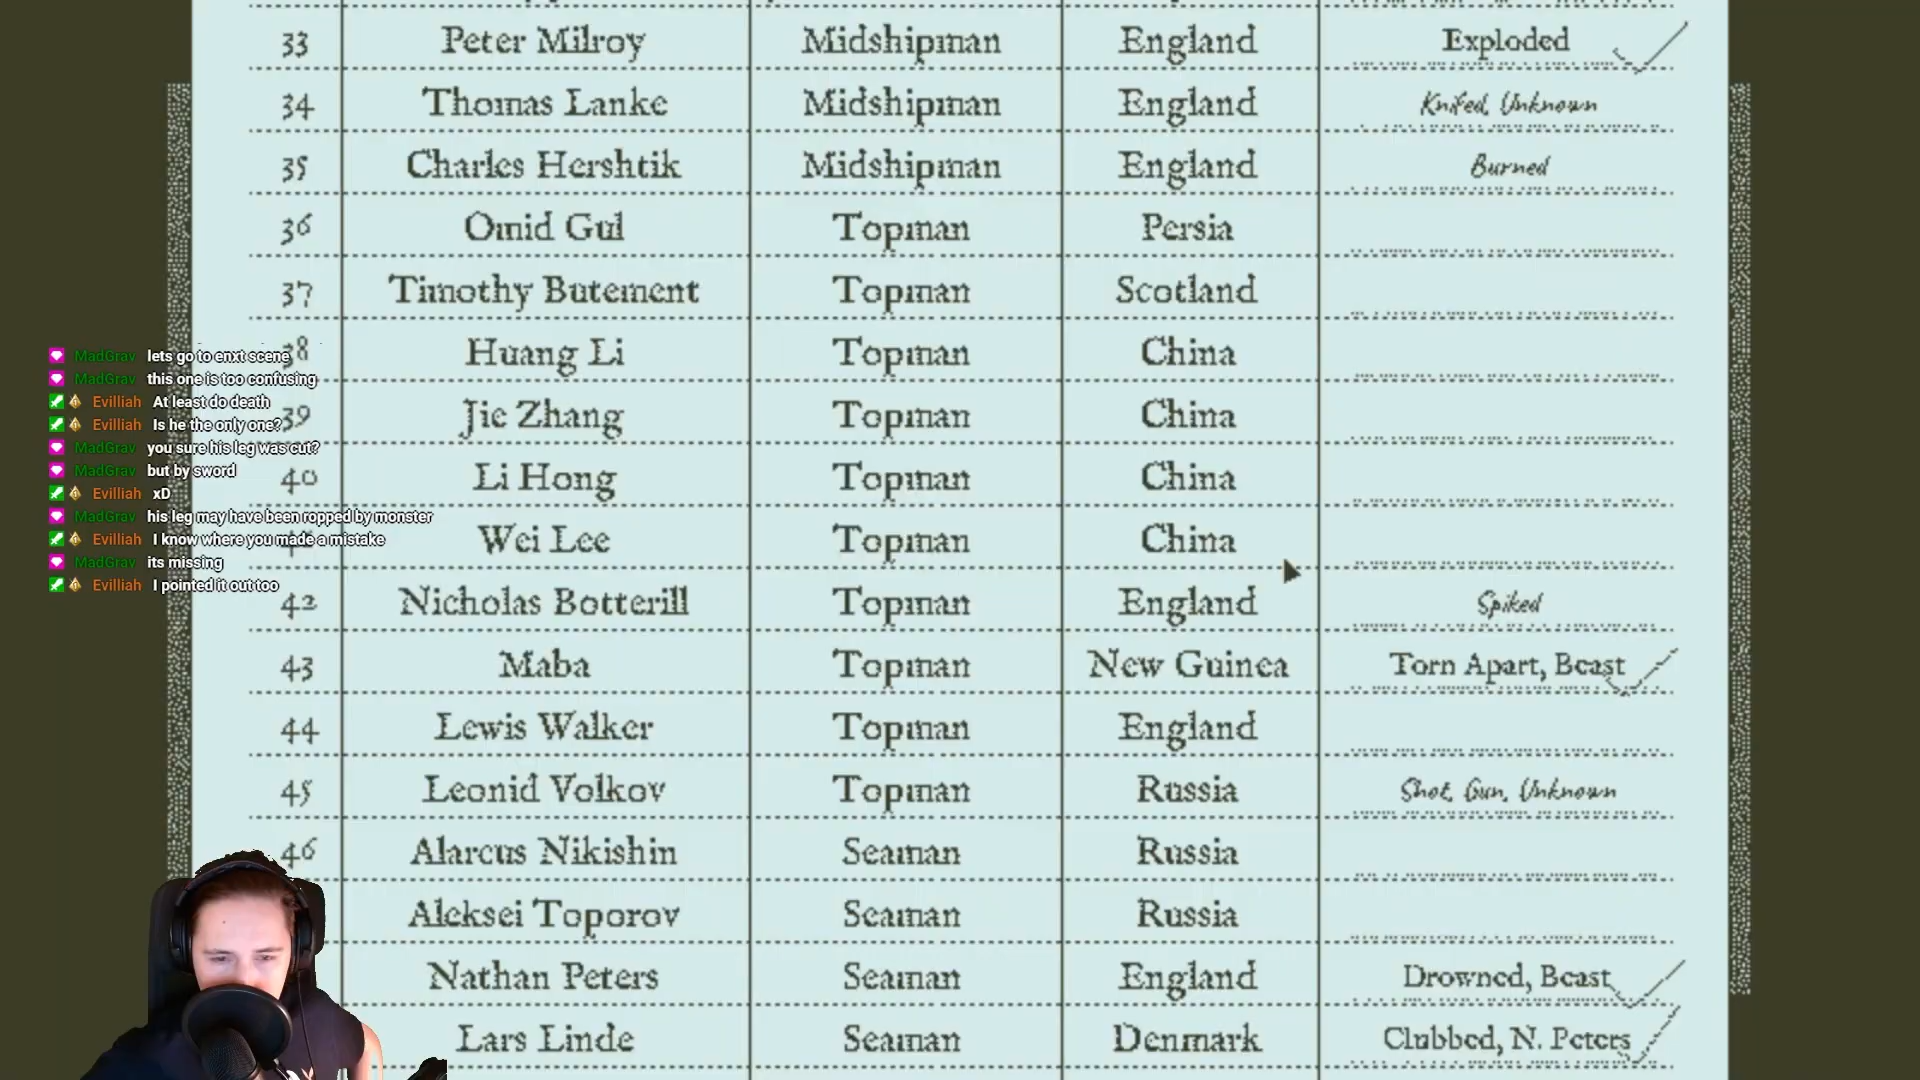 33 Peter Milroy Midshipman England Exploded
34 Thomas Lanke Midshipman England Knifed, Unknown
35 Charles Hershtik Midshipman England Burned
36 Omid Gul Topman Persia
37 Timothy Butement Topman Scotland
38 Huang Li Topman China
39 Jie Zhang Topman China
40 Li Hong Topman China
Wei Lee Topman China
42 Nicholas Botterill Topman England Spiked
43 Maba Topman New Guinea Torn Apart, Beast
44 Lewis Walker Topman England
45 Leonid Volkov Topman Russia Shot, Gun, Unknown
46 Alarcus Nikishin Seaman Russia
Aleksei Toporov Seaman Russia
Nathan Peters Seaman England Drowned, Beast
Lars Linde Seaman Denmark Clubbed, N. Peters
MadGrav lets go to enxt scene
MadGrav this one is too confusing
Evilliah At least do death
Evilliah Is he the only one?
MadGrav you sure his leg was cut?
MadGrav but by sword
Evilliah xD
MadGrav his leg may have been ropped by monster
Evilliah I know where you made a mistake
MadGrav its missing
Evilliah I pointed it out too